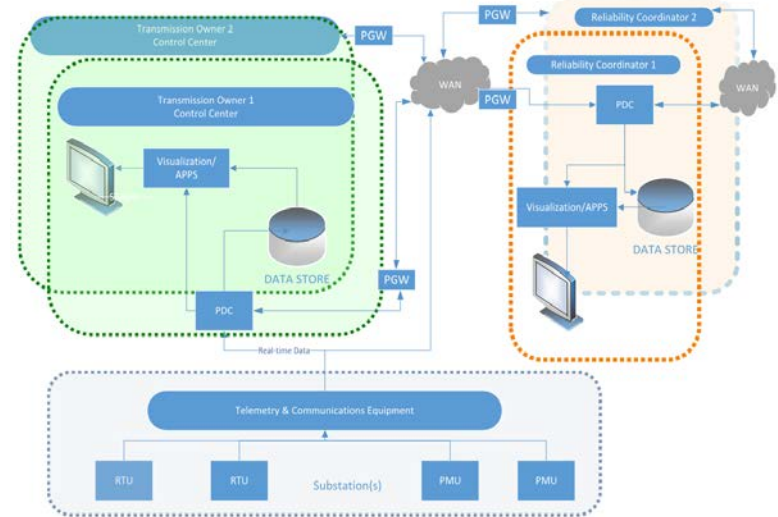 Transmission Owner 2
Control Center
PGW
PGW
Reliability Coordinator 2
Reliability Coordinator 1
WAN
WAN
PGW
Transmission Owner 1
Control Center
PDC
Visualization/
APPS
Visualization/APPS
DATA STORE
DATA STORE
PGW
PDC
Real-time Data
Telemetry & Communications Equipment
RTU
RTU
Substation(s)
PMU
PMU